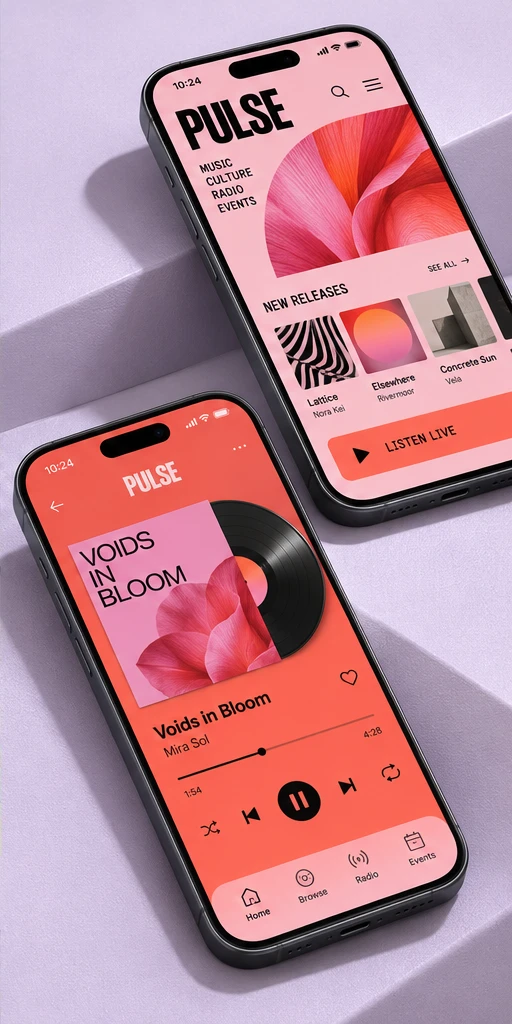 10:24
PULSE
MUSIC
CULTURE
RADIO
EVENTS
SEE ALL →
NEW RELEASES
Lattice
Nora Kei
Elsewhere
Rivermoor
Concrete Sun
Vela
LISTEN LIVE
10:24
PULSE
VOIDS
IN
BLOOM
Voids in Bloom
Mira Sol
1:54
4:28
Home
Browse
Radio
Events